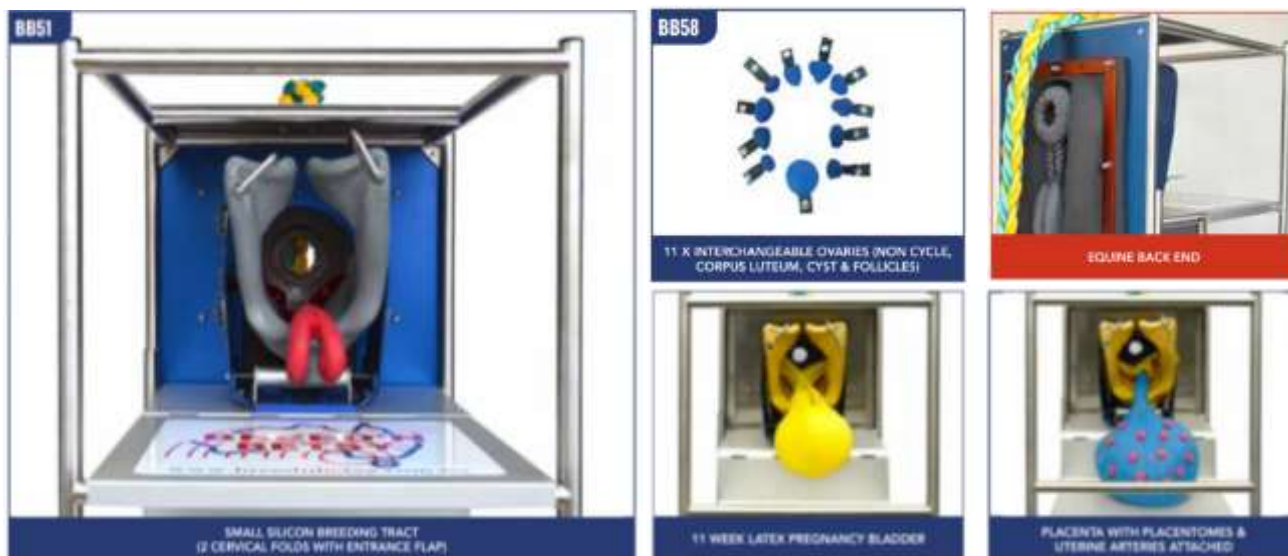 BB51
SMALL SILICON BREEDING TRACT
(2 CERVICAL FOLDS WITH ENTRANCE FLAP)
BB58
11 X INTERCHANGEABLE OVARIES (NON CYCLE,
CORPUS LUTEUM, CYST & FOLLICLES)
EQUINE BACK END
11 WEEK LATEX PREGNANCY BLADDER
PLACENTA WITH PLACENTOMES &
UTERINE ARTERIES ATTACHED